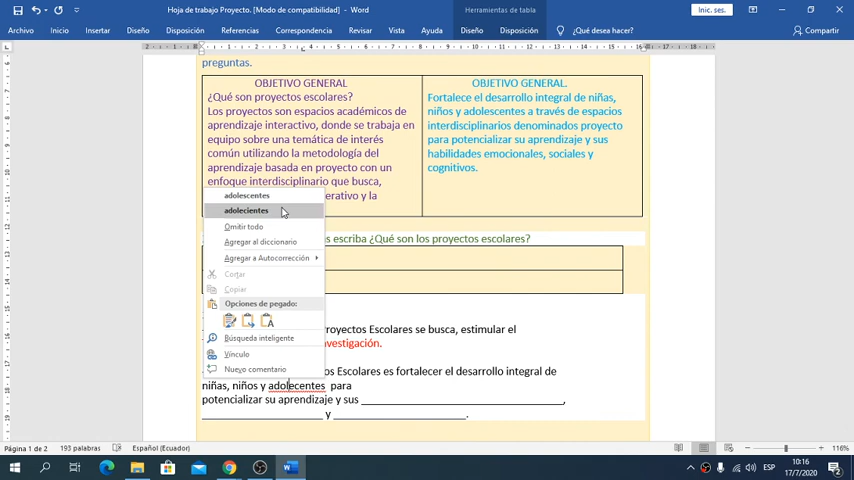 Hoja de trabajo Proyecto. [Modo de compatibilidad] - Word
Herramientas de tabla
Inic. ses.
Archivo Inicio Insertar Diseño Disposición Referencias Correspondencia Revisar Vista Ayuda Diseño Disposición ¿Qué desea hacer? Compartir
preguntas.
OBJETIVO GENERAL
¿Qué son proyectos escolares?
Los proyectos son espacios académicos de
aprendizaje interactivo, donde se trabaja en
equipo sobre una temática de interés
común utilizando la metodología del
aprendizaje basada en proyecto con un
enfoque interdisciplinario que busca,
erativo y la
OBJETIVO GENERAL.
Fortalece el desarrollo integral de niñas,
niños y adolescentes a través de espacios
interdisciplinarios denominados proyecto
para potencializar su aprendizaje y sus
habilidades emocionales, sociales y
cognitivos.
adolescentes
adolecientes
Omitir todo
Agregar al diccionario
Agregar a Autocorrección
Cortar
Copiar
Opciones de pegado:
Búsqueda inteligente
Vínculo
Nuevo comentario
as escriba ¿Qué son los proyectos escolares?
royectos Escolares se busca, estimular el
nvestigación.
os Escolares es fortalecer el desarrollo integral de
niñas, niños y adolecentes para
potencializar su aprendizaje y sus ,
y .
Página 1 de 2 193 palabras Español (Ecuador) 116%
ESP
10:16
17/7/2020
2